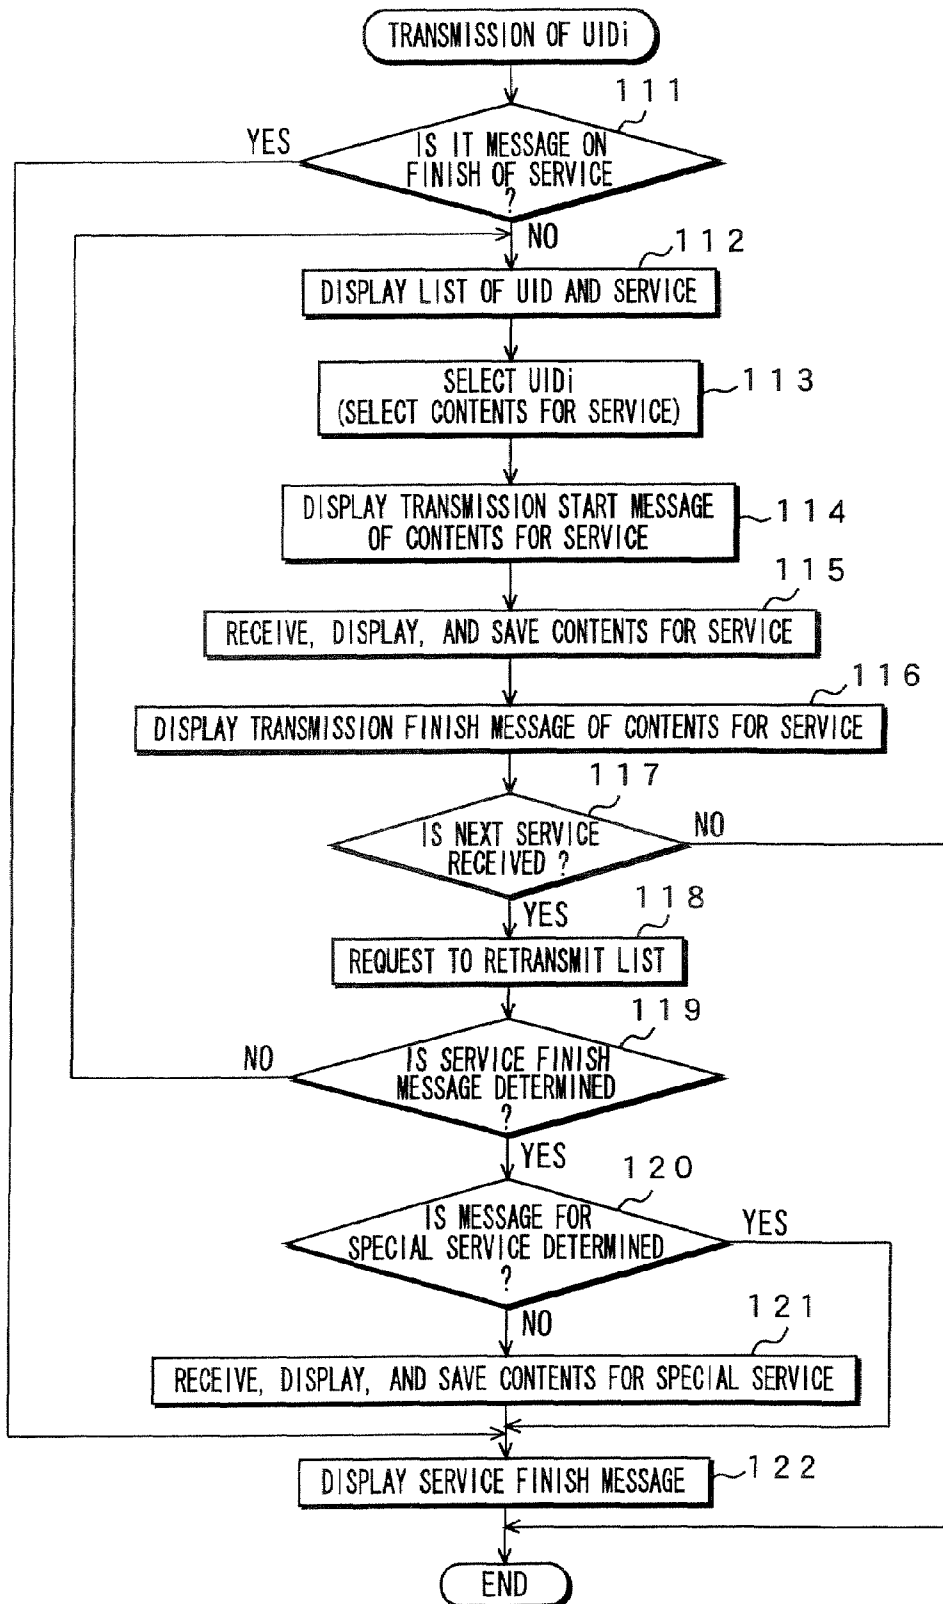 TRANSMISSION OF UIDi
111
YES
IS IT MESSAGE ON
FINISH OF SERVICE
?
NO
112
DISPLAY LIST OF UID AND SERVICE
SELECT UIDi
(SELECT CONTENTS FOR SERVICE)
113
DISPLAY TRANSMISSION START MESSAGE
OF CONTENTS FOR SERVICE
114
115
RECEIVE, DISPLAY, AND SAVE CONTENTS FOR SERVICE
116
DISPLAY TRANSMISSION FINISH MESSAGE OF CONTENTS FOR SERVICE
117
IS NEXT SERVICE
RECEIVED ?
NO
YES
118
REQUEST TO RETRANSMIT LIST
119
NO
IS SERVICE FINISH
MESSAGE DETERMINED
?
YES
120
IS MESSAGE FOR
SPECIAL SERVICE DETERMINED
?
YES
NO
121
RECEIVE, DISPLAY, AND SAVE CONTENTS FOR SPECIAL SERVICE
DISPLAY SERVICE FINISH MESSAGE
122
END